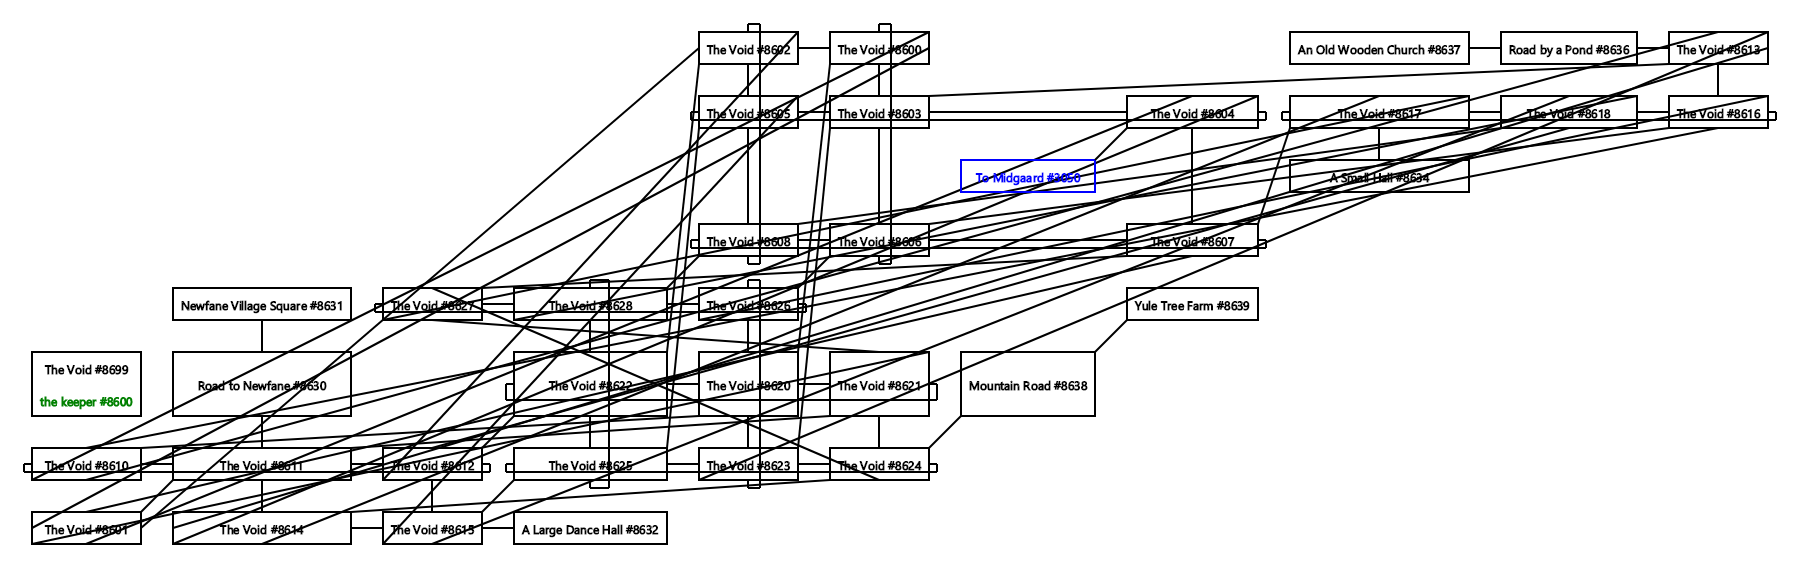 The Void #8602
The Void #8600
An Old Wooden Church #8637
Road by a Pond #8636
The Void #8613
The Void #8605
The Void #8603
The Void #8604
The Void #8617
The Void #8618
The Void #8616
To Midgaard #3050
A Small Hall #8634
The Void #8608
The Void #8606
The Void #8607
Newfane Village Square #8631
The Void #8627
The Void #8628
The Void #8626
Yule Tree Farm #8639
The Void #8699
the keeper #8600
Road to Newfane #8630
The Void #8622
The Void #8620
The Void #8621
Mountain Road #8638
The Void #8610
The Void #8611
The Void #8612
The Void #8625
The Void #8623
The Void #8624
The Void #8601
The Void #8614
The Void #8615
A Large Dance Hall #8632